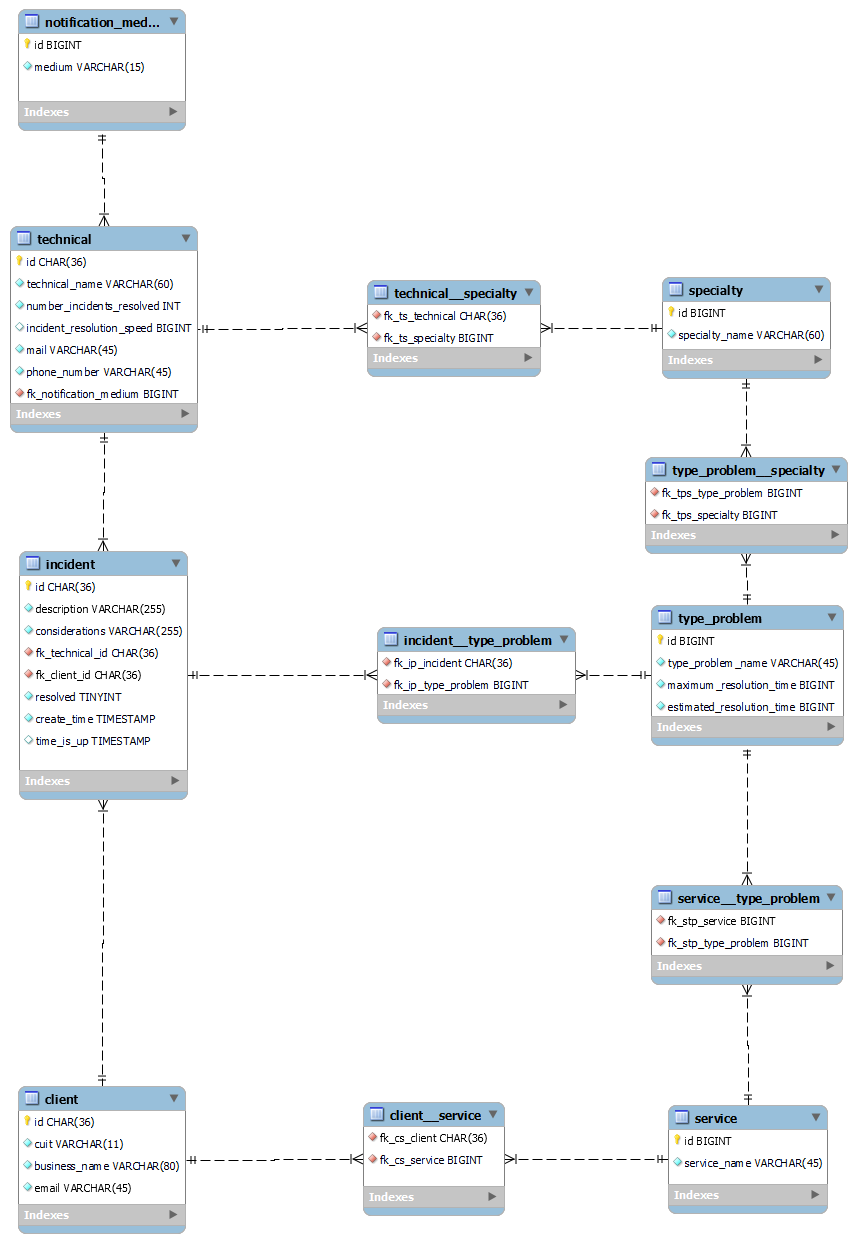 notification_med...
id BIGINT
medium VARCHAR(15)
Indexes
technical
id CHAR(36)
technical_name VARCHAR(60)
number_incidents_resolved INT
incident_resolution_speed BIGINT
mail VARCHAR(45)
phone_number VARCHAR(45)
fk_notification_medium BIGINT
Indexes
technical__specialty
fk_ts_technical CHAR(36)
fk_ts_specialty BIGINT
Indexes
specialty
id BIGINT
specialty_name VARCHAR(60)
Indexes
type_problem__specialty
fk_tps_type_problem BIGINT
fk_tps_specialty BIGINT
Indexes
incident
id CHAR(36)
description VARCHAR(255)
considerations VARCHAR(255)
fk_technical_id CHAR(36)
fk_client_id CHAR(36)
resolved TINYINT
create_time TIMESTAMP
time_is_up TIMESTAMP
Indexes
incident__type_problem
fk_ip_incident CHAR(36)
fk_ip_type_problem BIGINT
Indexes
type_problem
id BIGINT
type_problem_name VARCHAR(45)
maximum_resolution_time BIGINT
estimated_resolution_time BIGINT
Indexes
service__type_problem
fk_stp_service BIGINT
fk_stp_type_problem BIGINT
Indexes
client
id CHAR(36)
cuit VARCHAR(11)
business_name VARCHAR(80)
email VARCHAR(45)
Indexes
client__service
fk_cs_client CHAR(36)
fk_cs_service BIGINT
Indexes
service
id BIGINT
service_name VARCHAR(45)
Indexes